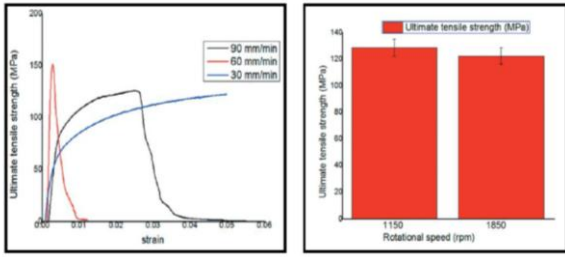 200
150
100
50
0
Ultimate tensile strength (MPa)
90 mm/min
60 mm/min
30 mm/min
0.00 0.01 0.02 0.03 0.04 0.05 0.06
strain
140
120
100
80
60
40
20
0
Ultimate tensile strength (MPa)
Ultimate tensile strength (MPa)
1150 1850
Rotational speed (rpm)